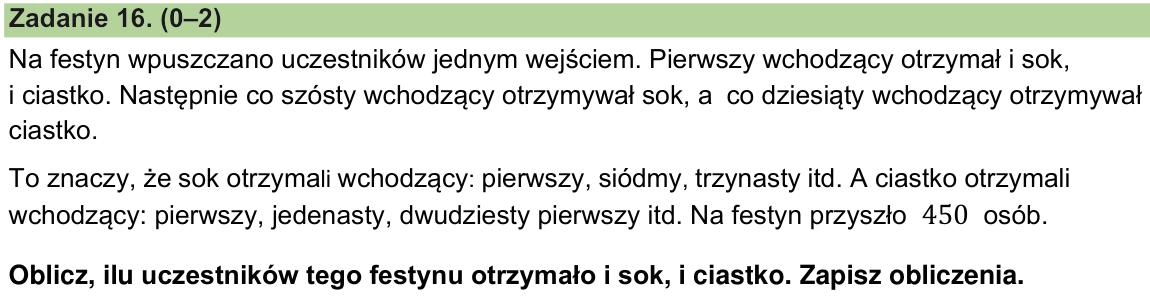 Zadanie 16. (0–2)
Na festyn wpuszczano uczestników jednym wejściem. Pierwszy wchodzący otrzymał i sok,
i ciastko. Następnie co szósty wchodzący otrzymywał sok, a co dziesiąty wchodzący otrzymywał
ciastko.
To znaczy, że sok otrzymali wchodzący: pierwszy, siódmy, trzynasty itd. A ciastko otrzymali
wchodzący: pierwszy, jedenasty, dwudziesty pierwszy itd. Na festyn przyszło 450 osób.
Oblicz, ilu uczestników tego festynu otrzymało i sok, i ciastko. Zapisz obliczenia.